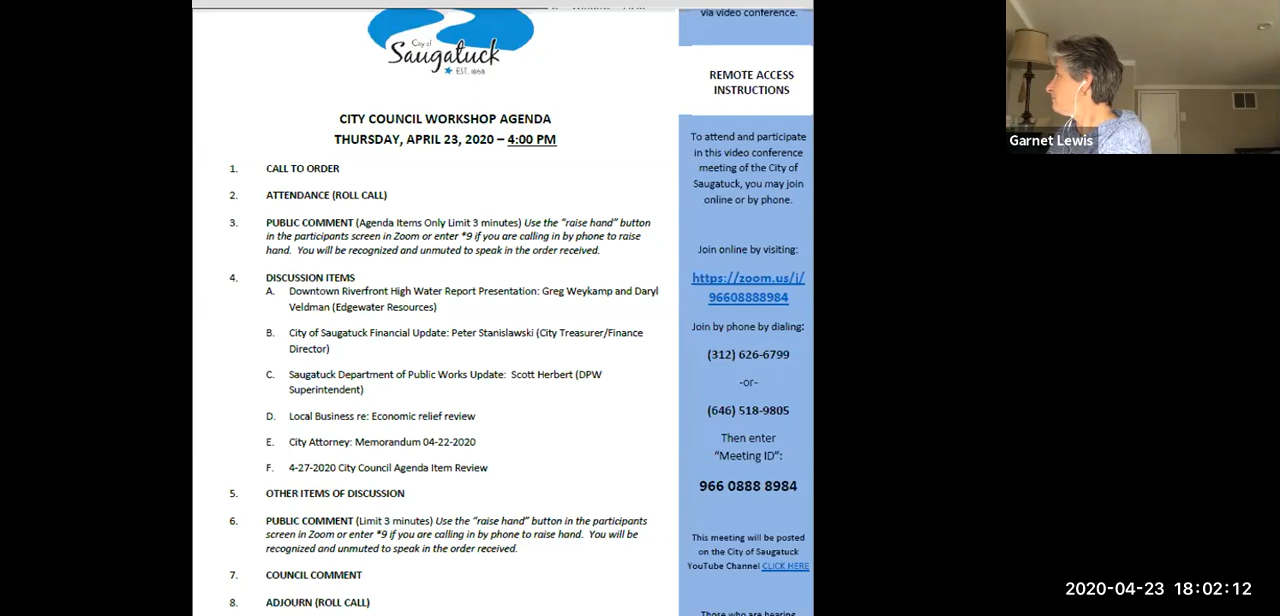 City of
Saugatuck
EST. 1868
CITY COUNCIL WORKSHOP AGENDA
THURSDAY, APRIL 23, 2020 – 4:00 PM
1. CALL TO ORDER
2. ATTENDANCE (ROLL CALL)
3. PUBLIC COMMENT (Agenda Items Only Limit 3 minutes) Use the "raise hand" button
in the participants screen in Zoom or enter *9 if you are calling in by phone to raise
hand. You will be recognized and unmuted to speak in the order received.
4. DISCUSSION ITEMS
A. Downtown Riverfront High Water Report Presentation: Greg Weykamp and Daryl
Veldman (Edgewater Resources)
B. City of Saugatuck Financial Update: Peter Stanislawski (City Treasurer/Finance
Director)
C. Saugatuck Department of Public Works Update: Scott Herbert (DPW
Superintendent)
D. Local Business re: Economic relief review
E. City Attorney: Memorandum 04-22-2020
F. 4-27-2020 City Council Agenda Item Review
5. OTHER ITEMS OF DISCUSSION
6. PUBLIC COMMENT (Limit 3 minutes) Use the "raise hand" button in the participants
screen in Zoom or enter *9 if you are calling in by phone to raise hand. You will be
recognized and unmuted to speak in the order received.
7. COUNCIL COMMENT
8. ADJOURN (ROLL CALL)
via video conference.
REMOTE ACCESS
INSTRUCTIONS
To attend and participate
in this video conference
meeting of the City of
Saugatuck, you may join
online or by phone.
Join online by visiting:
https://zoom.us/j/
96608888984
Join by phone by dialing:
(312) 626-6799
-or-
(646) 518-9805
Then enter
"Meeting ID":
966 0888 8984
This meeting will be posted
on the City of Saugatuck
YouTube Channel CLICK HERE
Those who are hearing
Garnet Lewis
2020-04-23 18:02:12